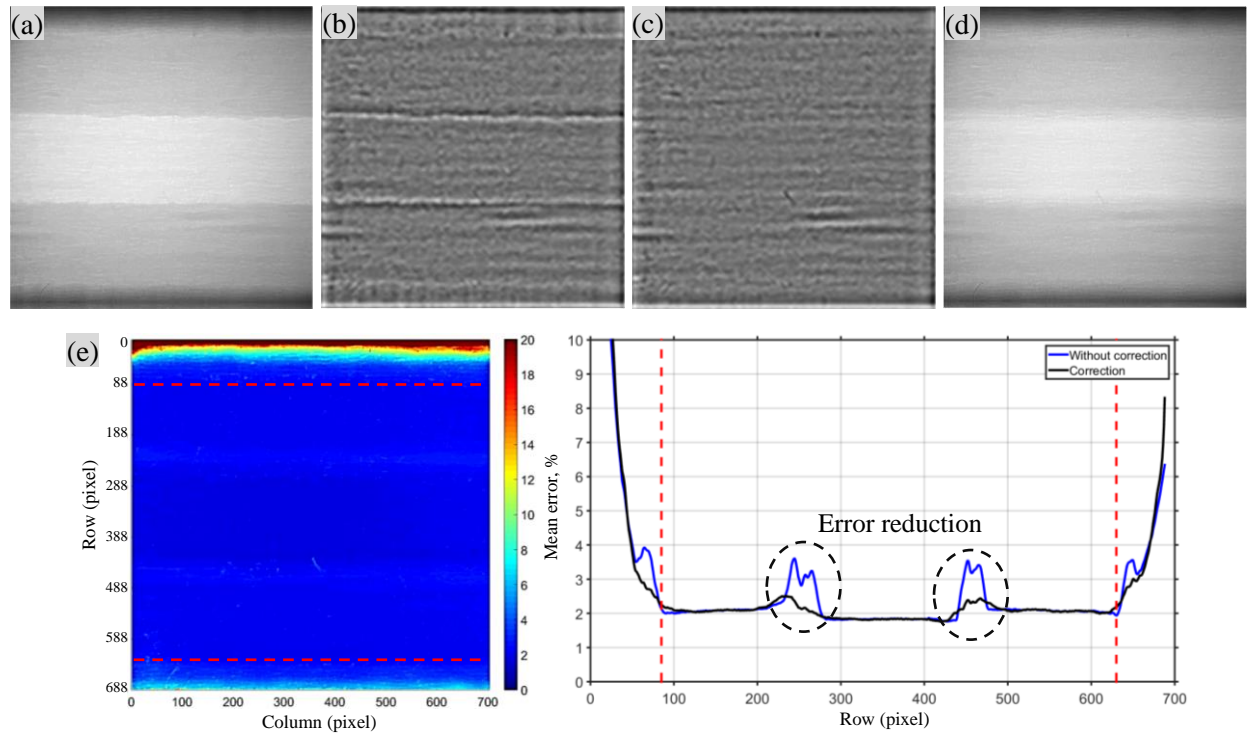 (a)
(b)
(c)
(d)
(e)
0
88
188
288
388
488
588
688
Row (pixel)
0 100 200 300 400 500 600 700
Column (pixel)
20
18
16
14
12
10
8
6
4
2
0
Mean error, %
10
9
8
7
6
5
4
3
2
1
0
Without correction
Correction
Error reduction
0 100 200 300 400 500 600 700
Row (pixel)